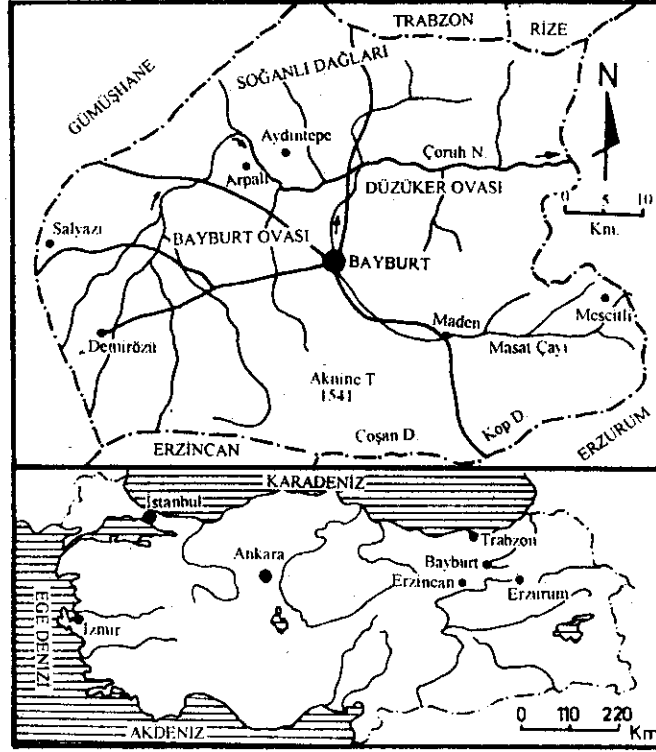 TRABZON
RİZE
GÜMÜŞHANE
SOĞANLI DAĞLARI
N
Aydıntepe
Çoruh N.
Arpalı
DÜZÜKER OVASI
0 5 10
Km.
Salyazı
BAYBURT OVASI
BAYBURT
Mescitli
Maden
Demirözü
Masat Çayı
Aknine T
1541
Kop D.
Coşan D.
ERZİNCAN
ERZURUM
KARADENİZ
İstanbul
Trabzon
Ankara
Bayburt
Erzincan
Erzurum
EGE DENİZİ
İzmir
AKDENİZ
0 110 220
Km